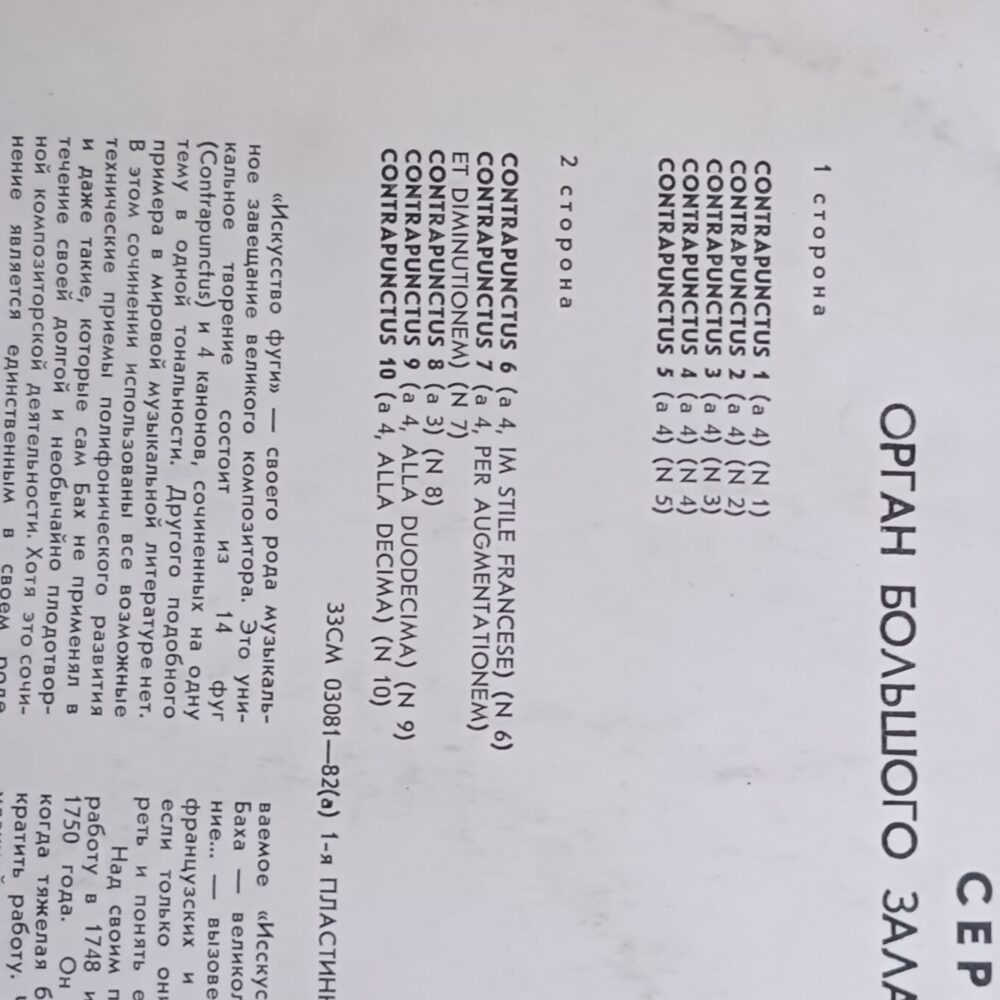 СЕР
ОРГАН БОЛЬШОГО ЗАЛА
1 сторона
CONTRAPUNCTUS 1 (a 4) (N 1)
CONTRAPUNCTUS 2 (a 4) (N 2)
CONTRAPUNCTUS 3 (a 4) (N 3)
CONTRAPUNCTUS 4 (a 4) (N 4)
CONTRAPUNCTUS 5 (a 4) (N 5)
2 сторона
CONTRAPUNCTUS 6 (a 4, IM STILE FRANCESE) (N 6)
CONTRAPUNCTUS 7 (a 4, PER AUGMENTATIONEM)
ET DIMINUTIONEM) (N 7)
CONTRAPUNCTUS 8 (a 3) (N 8)
CONTRAPUNCTUS 9 (a 4, ALLA DUODECIMA) (N 9)
CONTRAPUNCTUS 10 (a 4, ALLA DECIMA) (N 10)
33СМ 03081—82(а) 1-я ПЛАСТИН
«Искусство фуги» — своего рода музыкаль-
ное завещание великого композитора. Это уни-
кальное творение состоит из 14 фуг
(Contrapunctus) и 4 канонов, сочиненных на одну
тему в одной тональности. Другого подобного
примера в мировой музыкальной литературе нет.
В этом сочинении использованы все возможные
технические приемы полифонического развития
и даже такие, которые сам Бах не применял в
течение своей долгой и необычайно плодотвор-
ной композиторской деятельности. Хотя это сочи-
нение является единственным в своем роде
ваемое «Исскус
Баха — великол
ние... — вызове
французских и
если только они
реть и понять е
Над своим п
работу в 1748 и
1750 года. Он
когда тяжелая б
кратить работу.